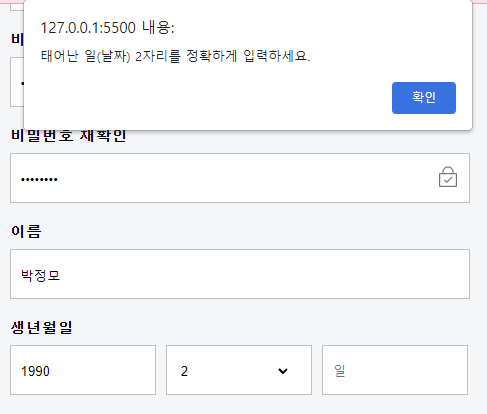 127.0.0.1:5500 내용:
태어난 일(날짜) 2자리를 정확하게 입력하세요.
확인
비밀번호 재확인
••••••••
이름
박정모
생년월일
1990 2 일